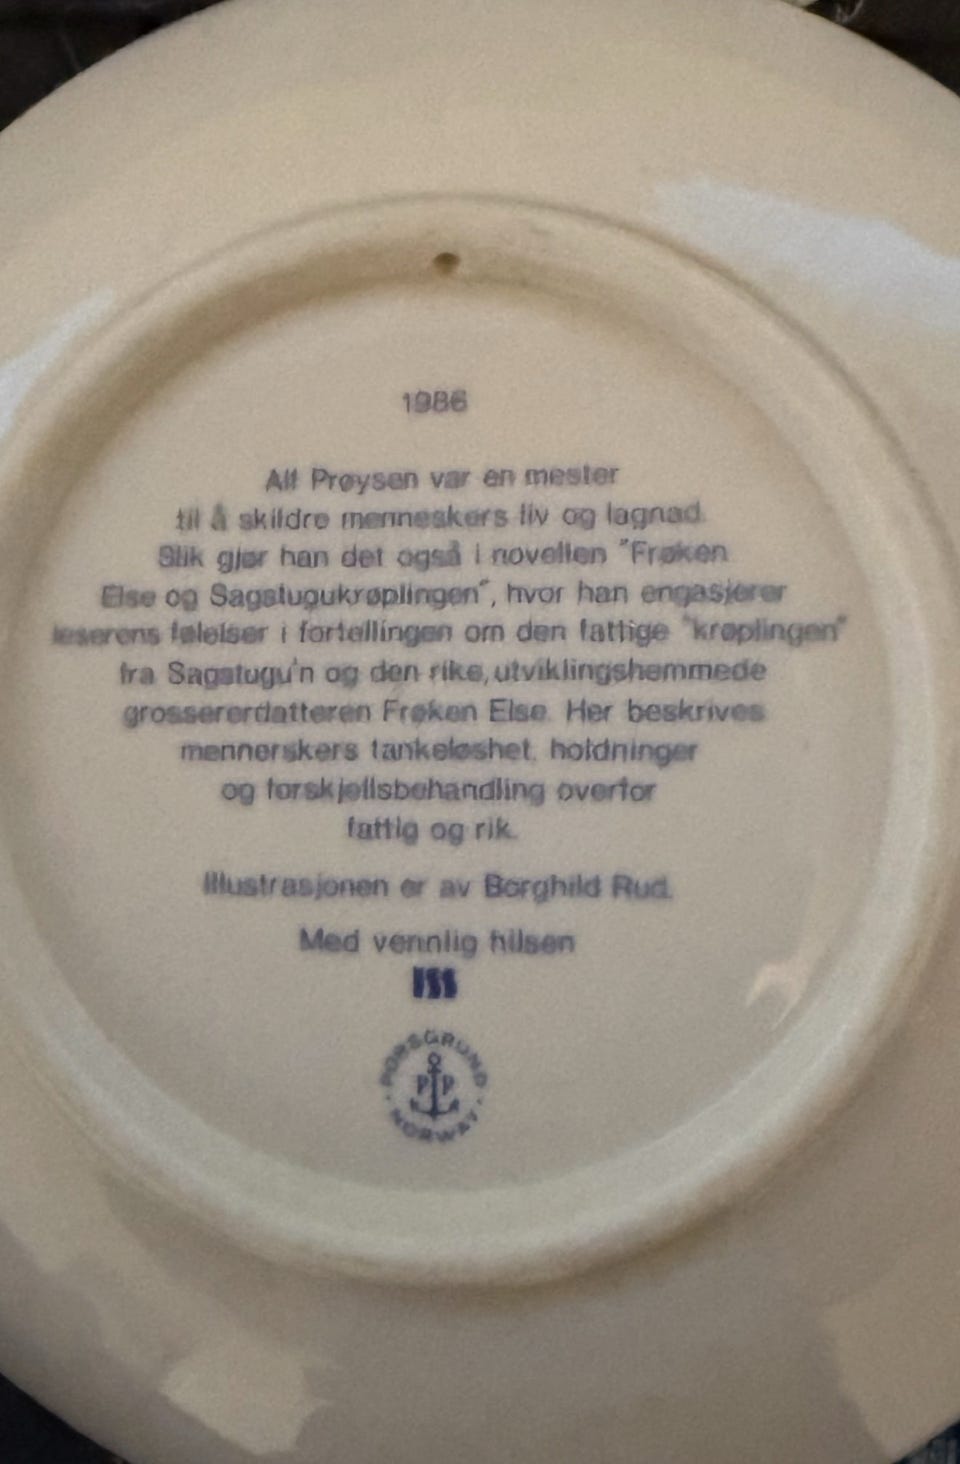 1986
Alf Prøysen var en mester
til å skildre menneskers liv og lagnad.
Slik gjør han det også i novellen "Frøken
Else og Sagstugukrøplingen", hvor han engasjerer
leserens følelser i fortellingen om den fattige "krøplingen"
fra Sagstugu'n og den rike, utviklingshemmede
grossererdatteren Frøken Else. Her beskrives
mennerskers tankeløshet, holdninger
og forskjellsbehandling overfor
fattig og rik.
Illustrasjonen er av Borghild Rud.
Med vennlig hilsen
ISS
PORSGRUND
P P
NORWAY